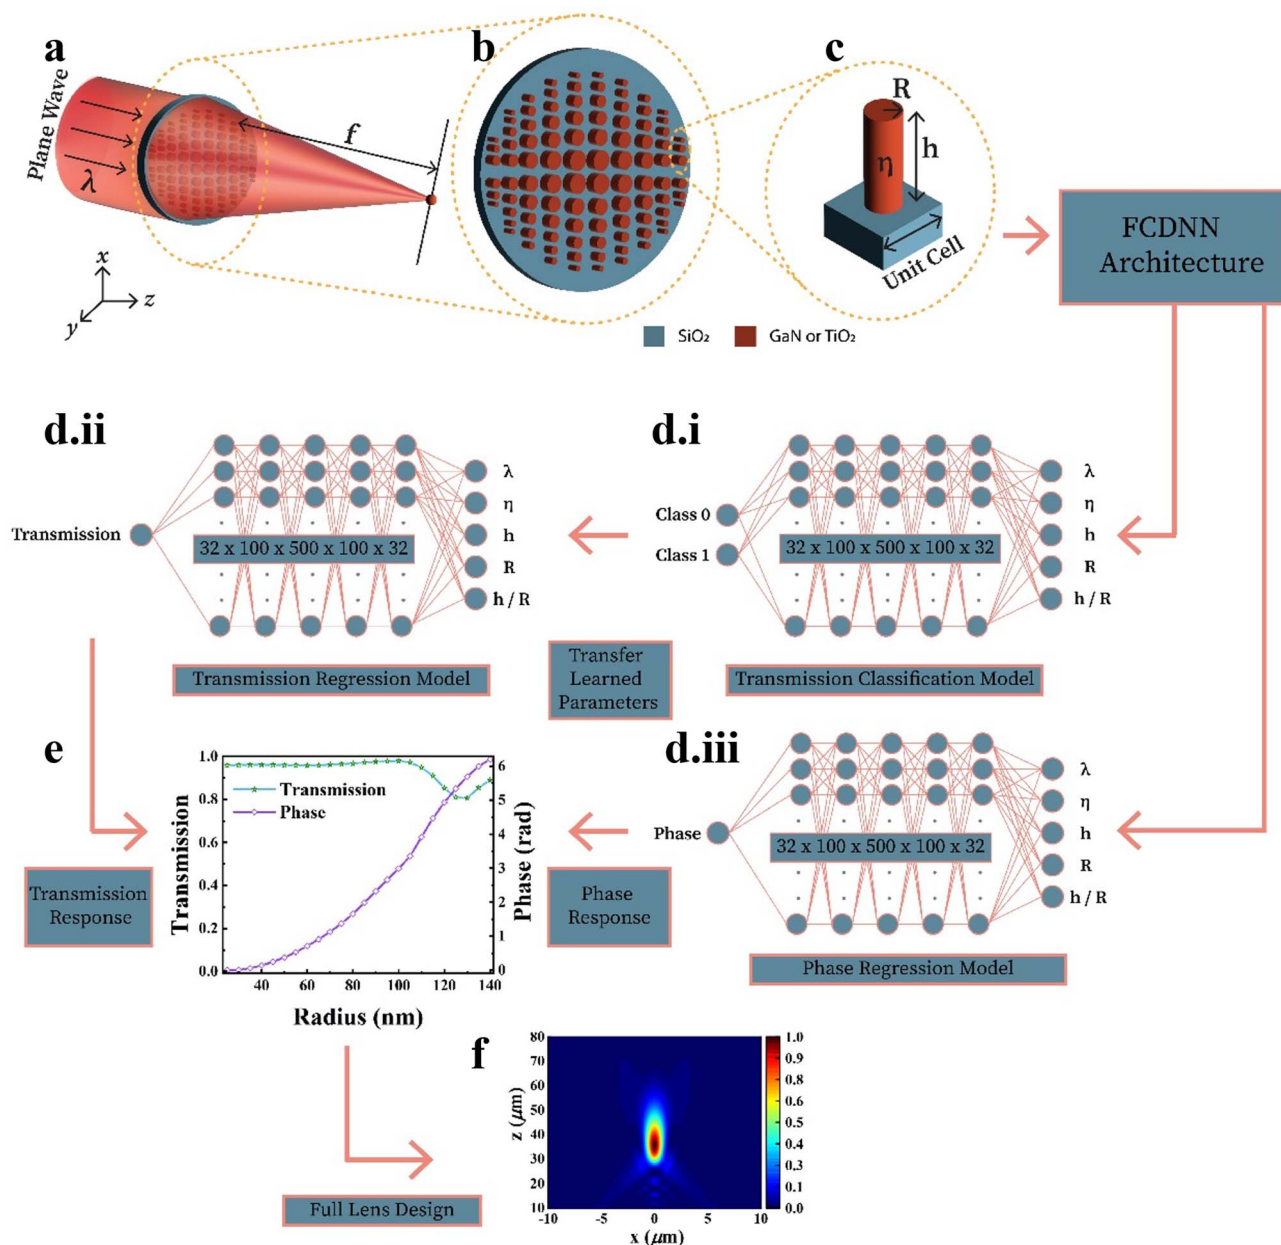 a
b
c
Plane Wave
λ
f
x
z
y
R
h
η
Unit Cell
FCDNN
Architecture
SiO₂
GaN or TiO₂
d.ii
Transmission
32 x 100 x 500 x 100 x 32
λ
η
h
R
h / R
Transmission Regression Model
d.i
Class 0
Class 1
32 x 100 x 500 x 100 x 32
λ
η
h
R
h / R
Transmission Classification Model
Transfer
Learned
Parameters
e
Transmission
Phase
1.0
0.8
0.6
0.4
0.2
0.0
Transmission
6
5
4
3
2
1
0
Phase (rad)
40 60 80 100 120 140
Radius (nm)
Transmission
Response
Phase
Response
d.iii
Phase
32 x 100 x 500 x 100 x 32
λ
η
h
R
h / R
Phase Regression Model
f
80
70
60
50
40
30
20
10
z (μm)
-10 -5 0 5 10
x (μm)
1.0
0.9
0.8
0.7
0.6
0.4
0.3
0.2
0.1
0.0
Full Lens Design